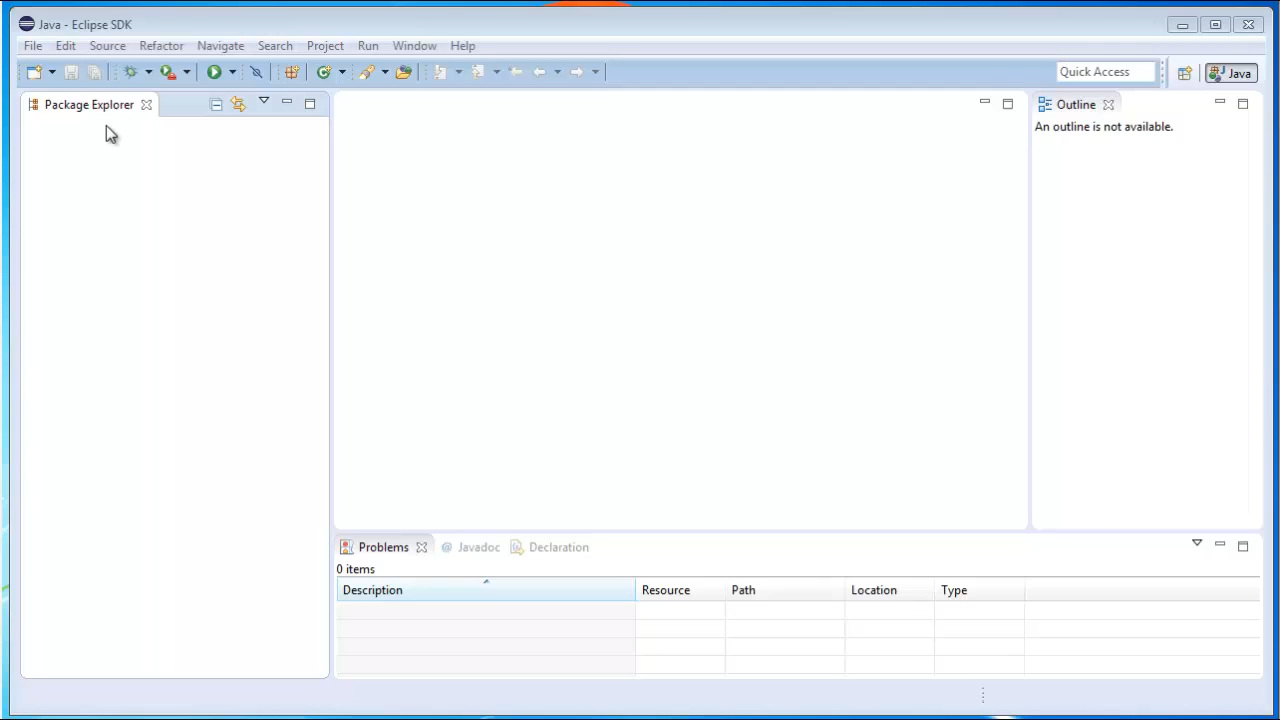 Java - Eclipse SDK
File Edit Source Refactor Navigate Search Project Run Window Help
Quick Access
Java
Package Explorer
Outline
An outline is not available.
Problems @ Javadoc Declaration
0 items
Description Resource Path Location Type